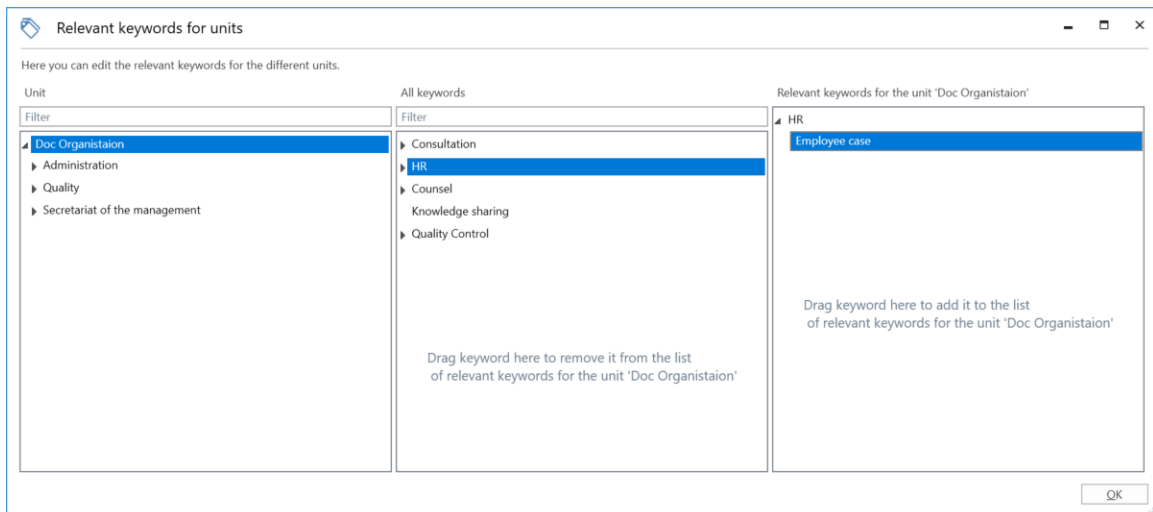 Relevant keywords for units
Here you can edit the relevant keywords for the different units.
Unit
Filter
Doc Organistaion
Administration
Quality
Secretariat of the management
All keywords
Filter
Consultation
HR
Counsel
Knowledge sharing
Quality Control
Drag keyword here to remove it from the list
of relevant keywords for the unit 'Doc Organistaion'
Relevant keywords for the unit 'Doc Organistaion'
HR
Employee case
Drag keyword here to add it to the list
of relevant keywords for the unit 'Doc Organistaion'
OK